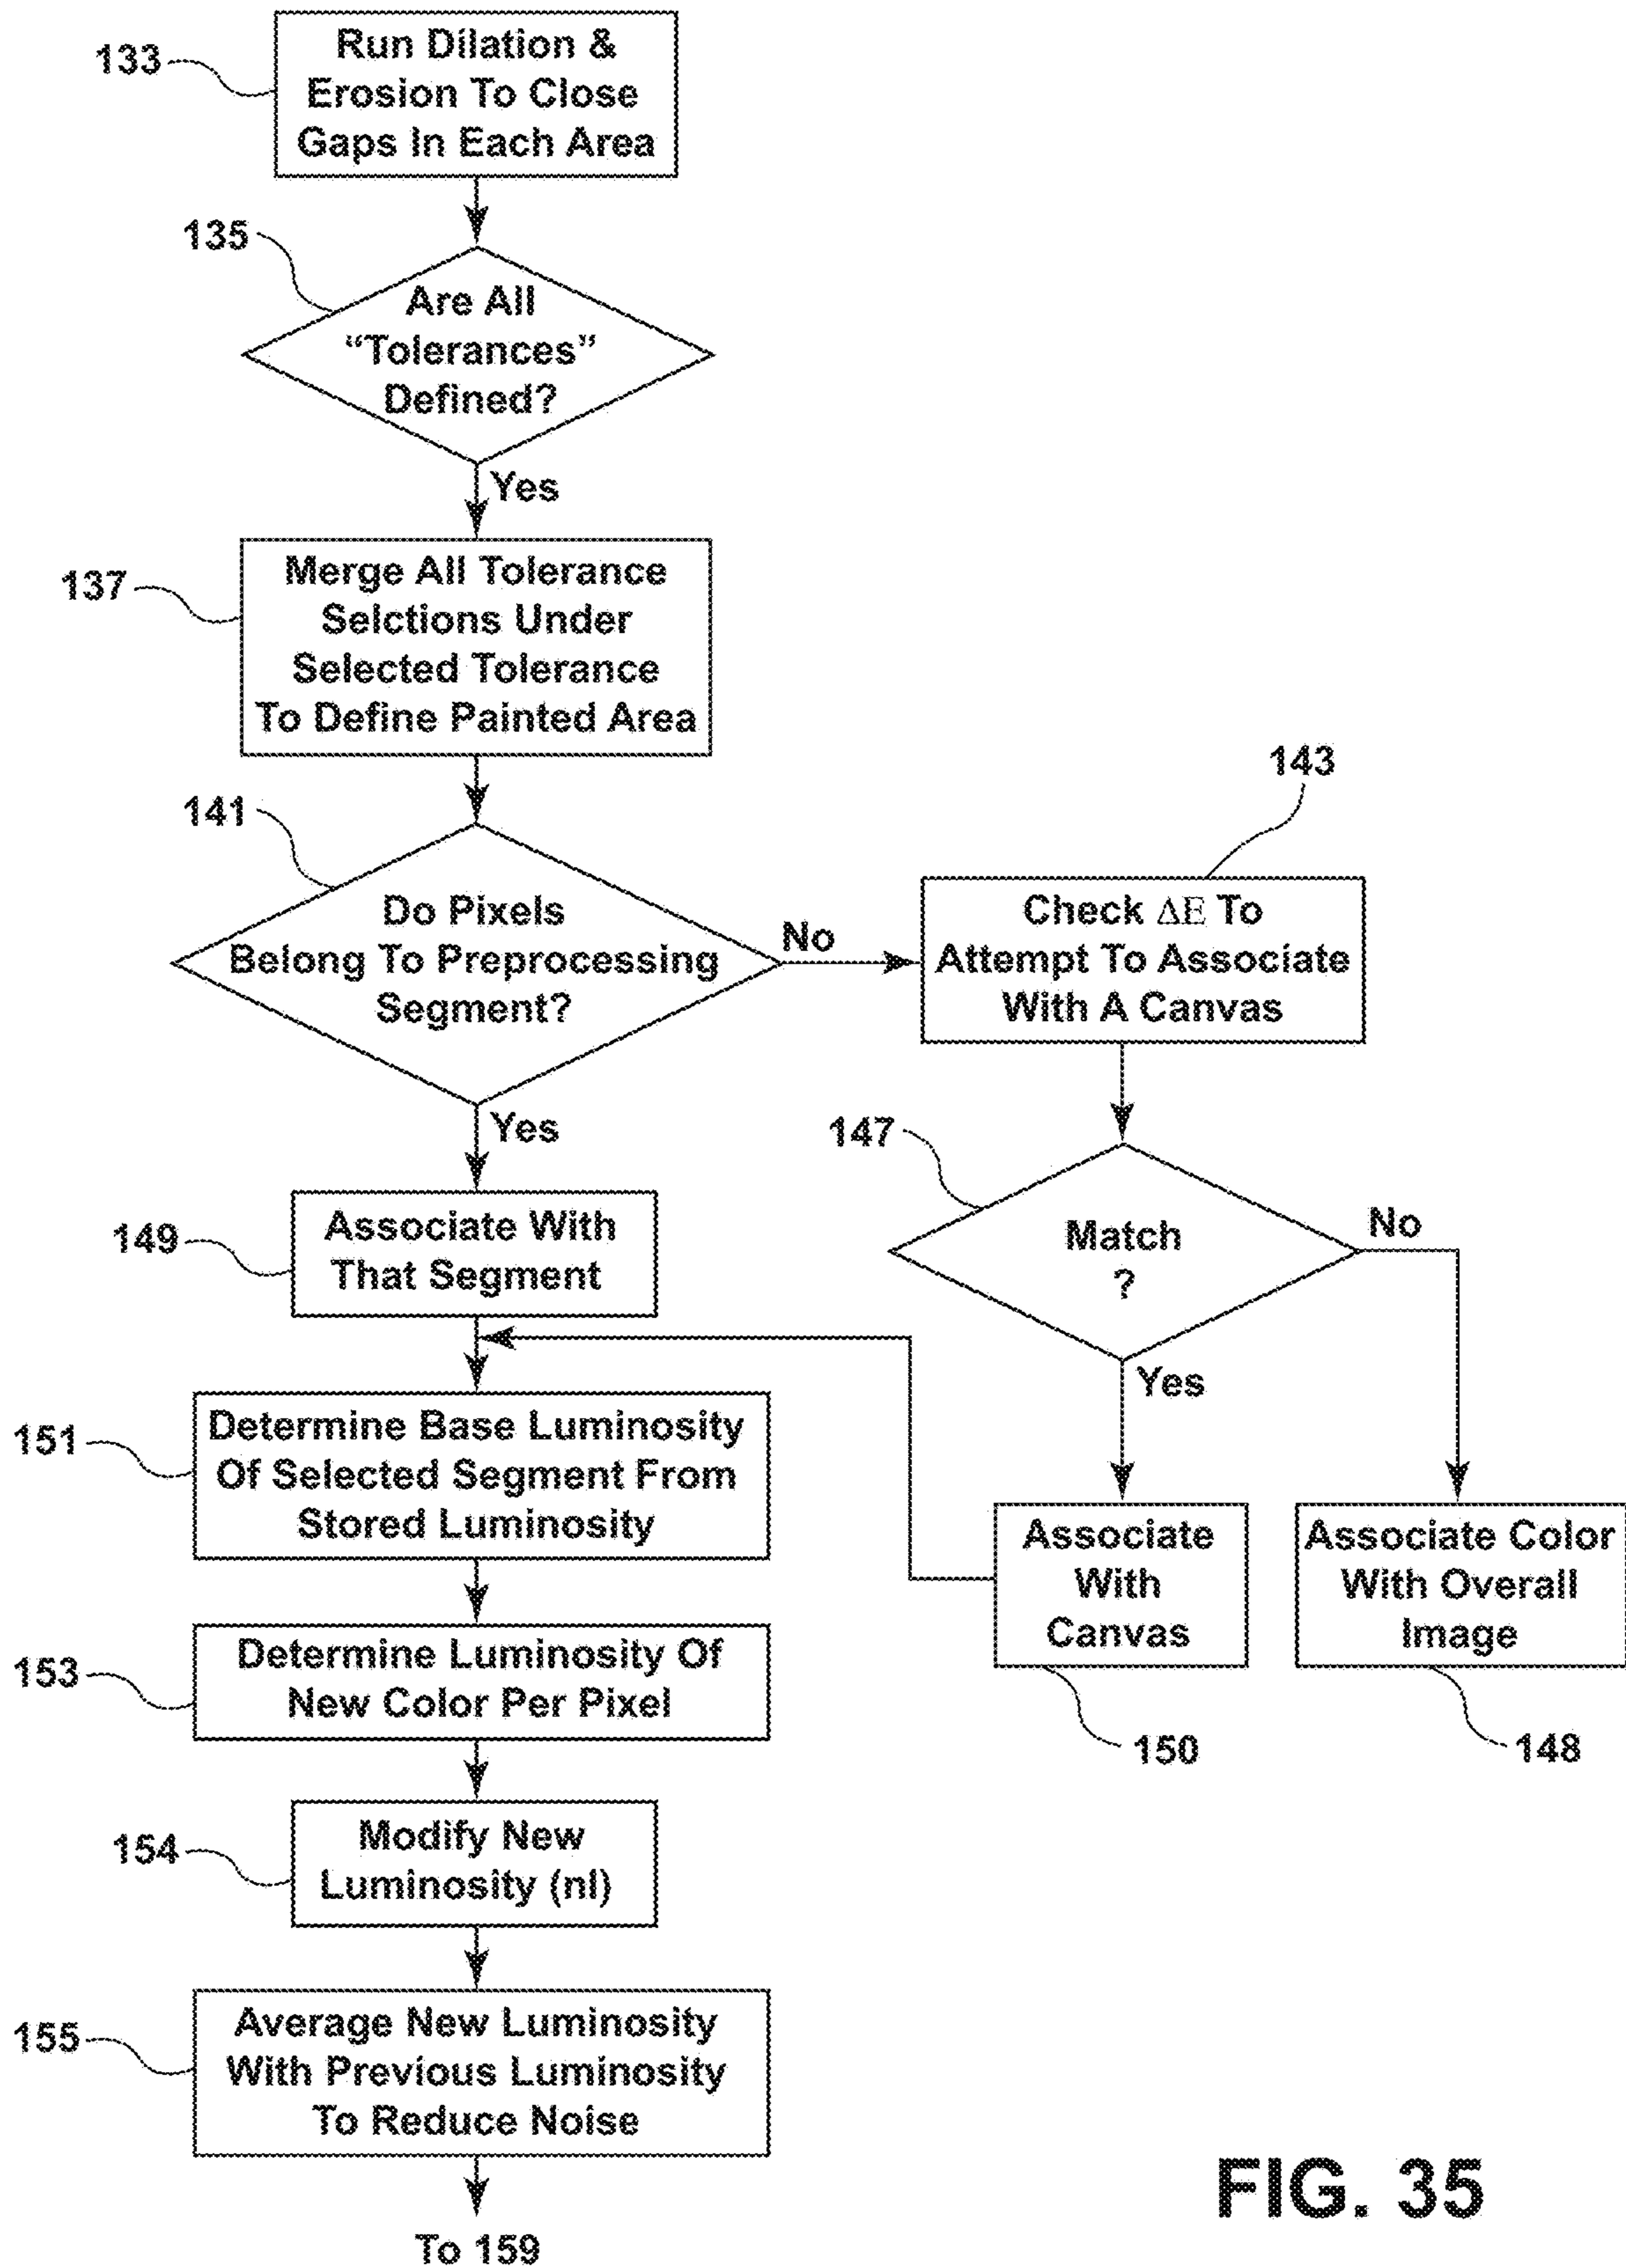 133
Run Dilation &
Erosion To Close
Gaps In Each Area
135
Are All
“Tolerances”
Defined?
Yes
137
Merge All Tolerance
Selctions Under
Selected Tolerance
To Define Painted Area
141
Do Pixels
Belong To Preprocessing
Segment?
No
143
Check ΔE To
Attempt To Associate
With A Canvas
Yes
147
Match
?
No
Yes
149
Associate With
That Segment
151
Determine Base Luminosity
Of Selected Segment From
Stored Luminosity
Associate
With
Canvas
150
Associate Color
With Overall
Image
148
153
Determine Luminosity Of
New Color Per Pixel
154
Modify New
Luminosity (nl)
155
Average New Luminosity
With Previous Luminosity
To Reduce Noise
To 159
FIG. 35